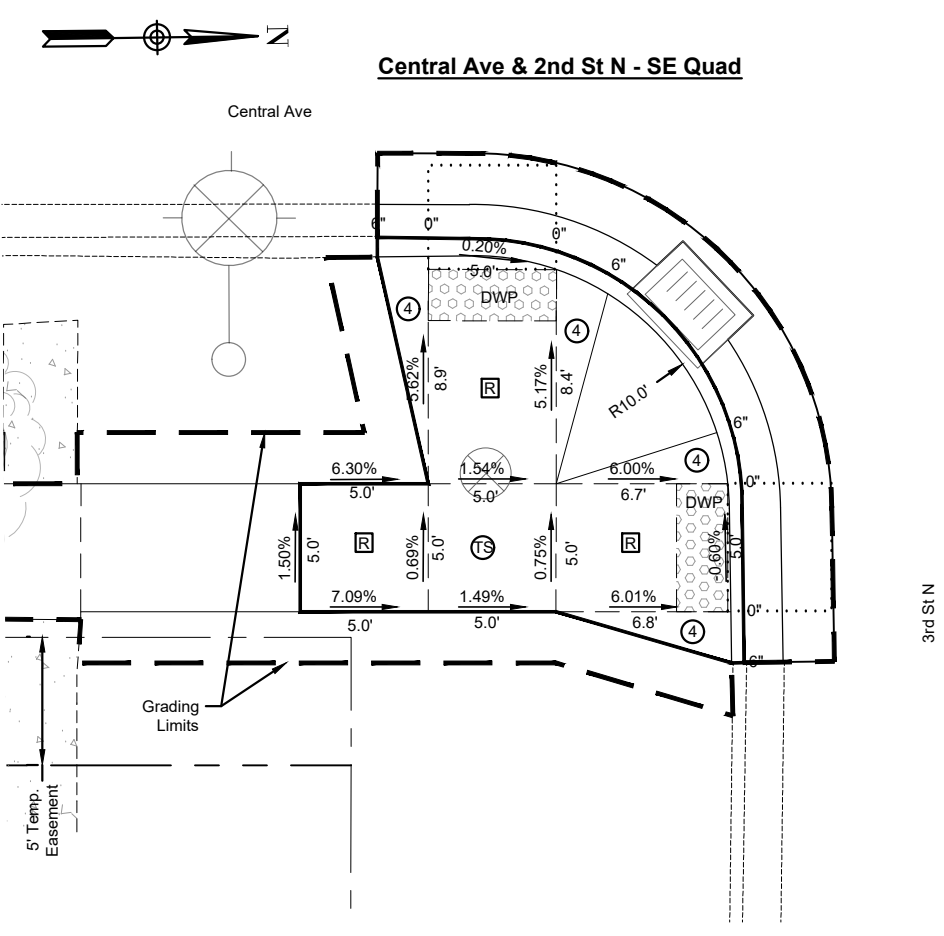 N
Central Ave & 2nd St N - SE Quad
Central Ave
6"
0"
0"
0.20%
5.0'
6"
DWP
4
4
5.62%
8.9'
5.17%
8.4'
R
R10.0'
6"
4
6.30%
5.0'
1.54%
5.0'
6.00%
6.7'
0"
DWP
1.50%
5.0'
R
0.69%
5.0'
TS
0.75%
5.0'
R
-0.60%
5.0'
7.09%
5.0'
1.49%
5.0'
6.01%
6.8'
0"
4
6"
3rd St N
Grading
Limits
5' Temp.
Easement